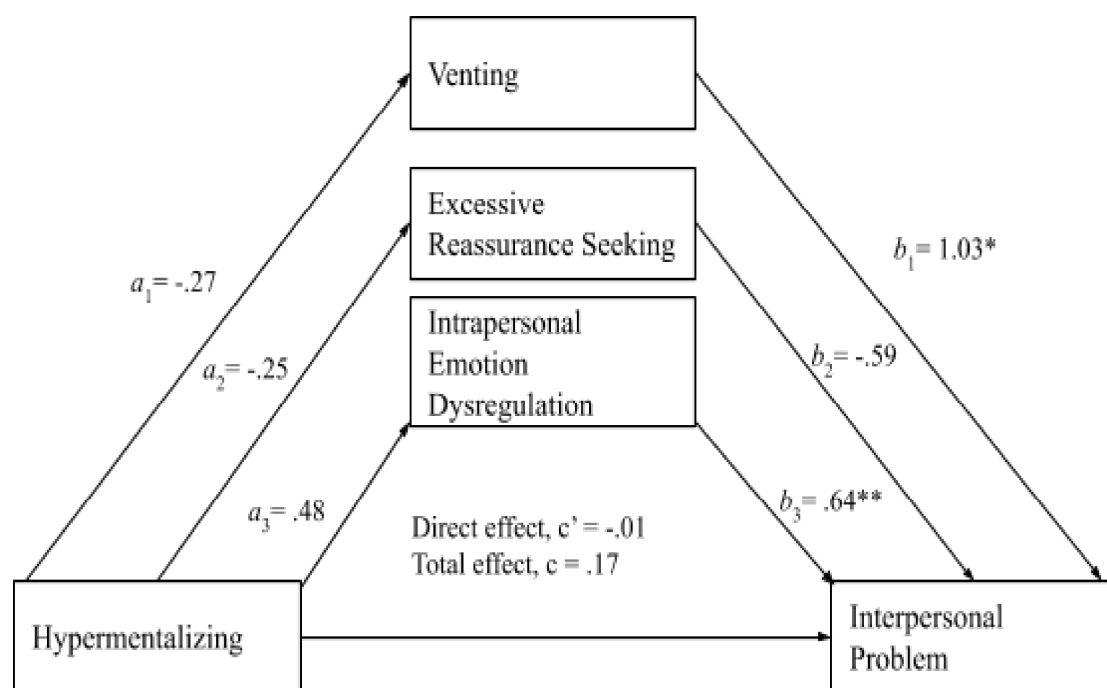 Venting
Excessive
Reassurance Seeking
Intrapersonal
Emotion
Dysregulation
a₁= -.27
b₁= 1.03*
a₂= -.25
b₂= -.59
a₃= .48
b₃= .64**
Direct effect, c’ = -.01
Total effect, c = .17
Hypermentalizing
Interpersonal
Problem